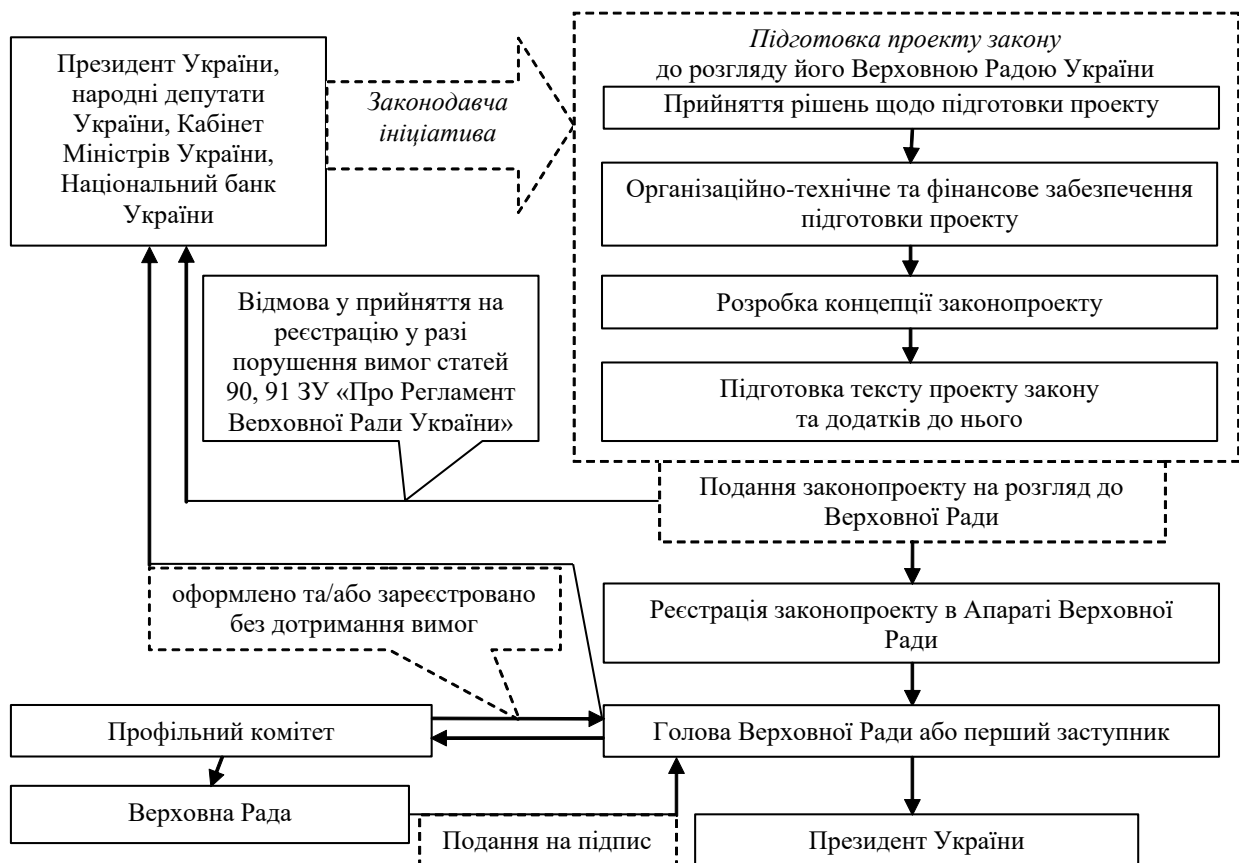 Президент України,
народні депутати
України, Кабінет
Міністрів України,
Національний банк
України
Законодавча
ініціатива
Підготовка проекту закону
до розгляду його Верховною Радою України
Прийняття рішень щодо підготовки проекту
Організаційно-технічне та фінансове забезпечення
підготовки проекту
Розробка концепції законопроекту
Підготовка тексту проекту закону
та додатків до нього
Відмова у прийняття на
реєстрацію у разі
порушення вимог статей
90, 91 ЗУ «Про Регламент
Верховної Ради України»
Подання законопроекту на розгляд до
Верховної Ради
оформлено та/або зареєстровано
без дотримання вимог
Реєстрація законопроекту в Апараті Верховної
Ради
Профільний комітет
Голова Верховної Ради або перший заступник
Верховна Рада
Подання на підпис
Президент України